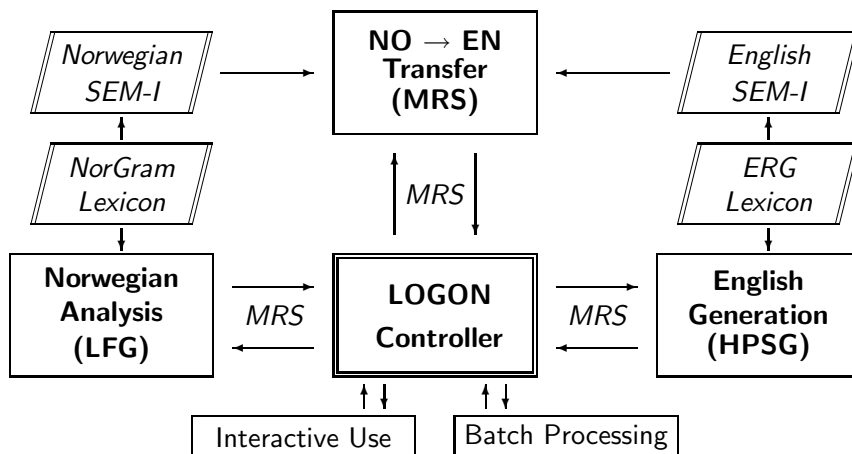 Norwegian
SEM-I
NO → EN
Transfer
(MRS)
English
SEM-I
NorGram
Lexicon
MRS
ERG
Lexicon
Norwegian
Analysis
(LFG)
MRS
LOGON
Controller
MRS
English
Generation
(HPSG)
Interactive Use
Batch Processing